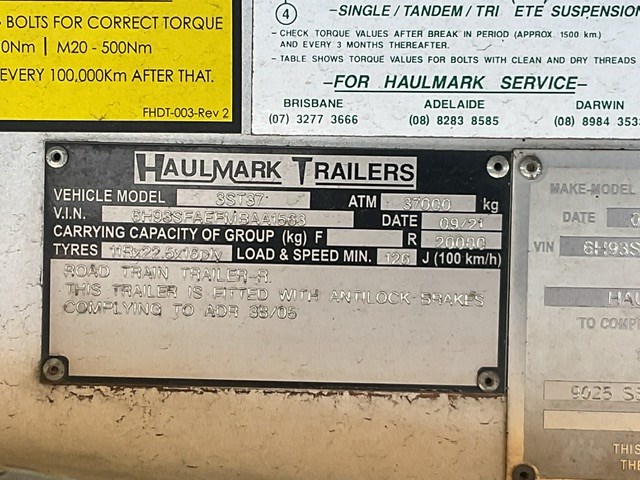 BOLTS FOR CORRECT TORQUE
0Nm | M20 - 500Nm
EVERY 100,000Km AFTER THAT.
FHDT-003-Rev 2
4
-SINGLE / TANDEM / TRI ETE SUSPENSION
- CHECK TORQUE VALUES AFTER BREAK IN PERIOD (APPROX. 1500 km.)
AND EVERY 3 MONTHS THEREAFTER.
- TABLE SHOWS TORQUE VALUES FOR BOLTS WITH CLEAN AND DRY THREADS
-FOR HAULMARK SERVICE-
BRISBANE ADELAIDE DARWIN
(07) 3277 3666 (08) 8283 8585 (08) 8984 353
HAULMARK TRAILERS
VEHICLE MODEL 3ST37 ATM 37000 kg
V.I.N. DATE 09/21
CARRYING CAPACITY OF GROUP (kg) F R 20000
TYRES 11Rx22.5x16ply LOAD & SPEED MIN. 126 J (100 km/h)
ROAD TRAIN TRAILER-R.
THIS TRAILER IS FITTED WITH ANTILOCK-BRAKES
COMPLYING TO ADR 38/05
MAKE-MODEL
DATE 0
VIN 6H93S
HAU
TO COMPL
9025 S
THIS
THE